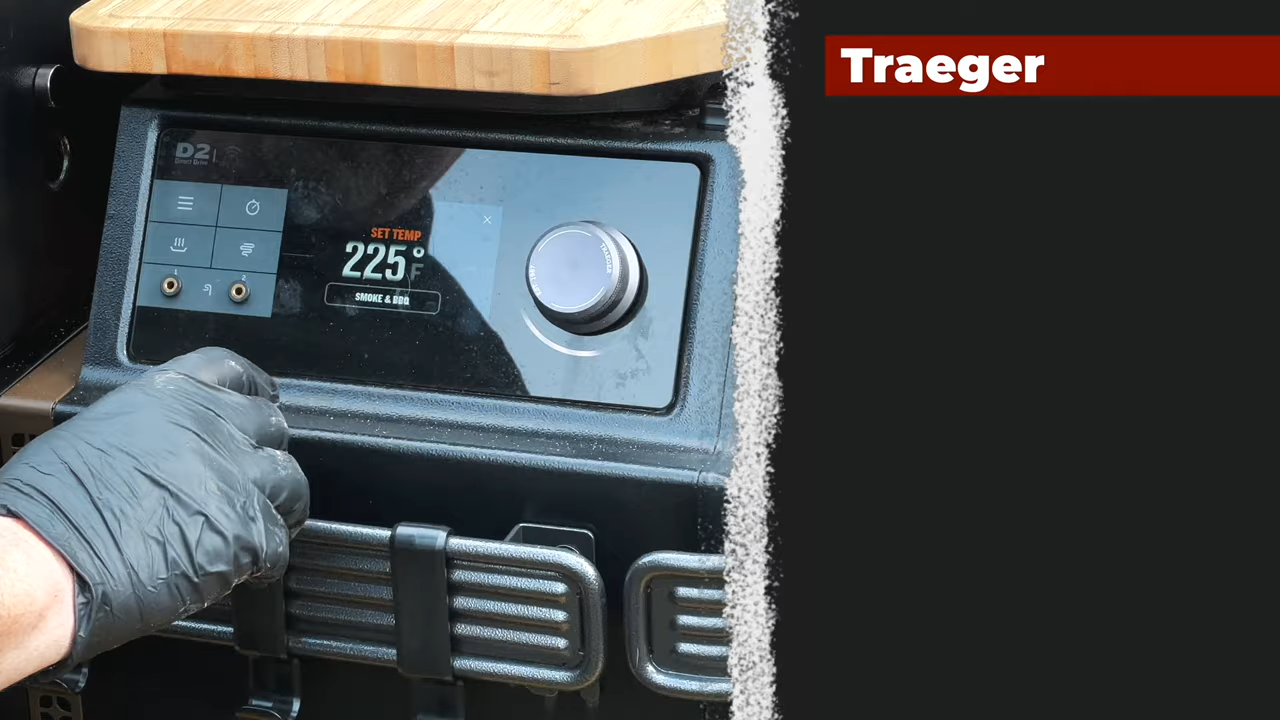 Traeger
D2
Direct Drive
SET TEMP
225°F
SMOKE & BBQ
1
2
TRAEGER